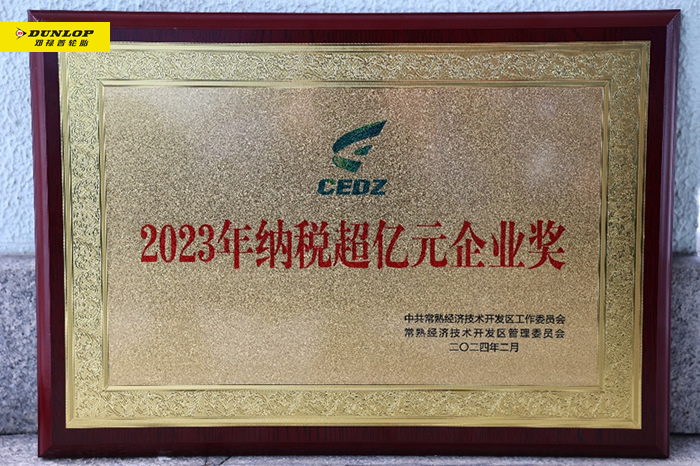 DUNLOP
邓禄普轮胎
CEDZ
2023年纳税超亿元企业奖
中共常熟经济技术开发区工作委员会
常熟经济技术开发区管理委员会
二〇二四年二月